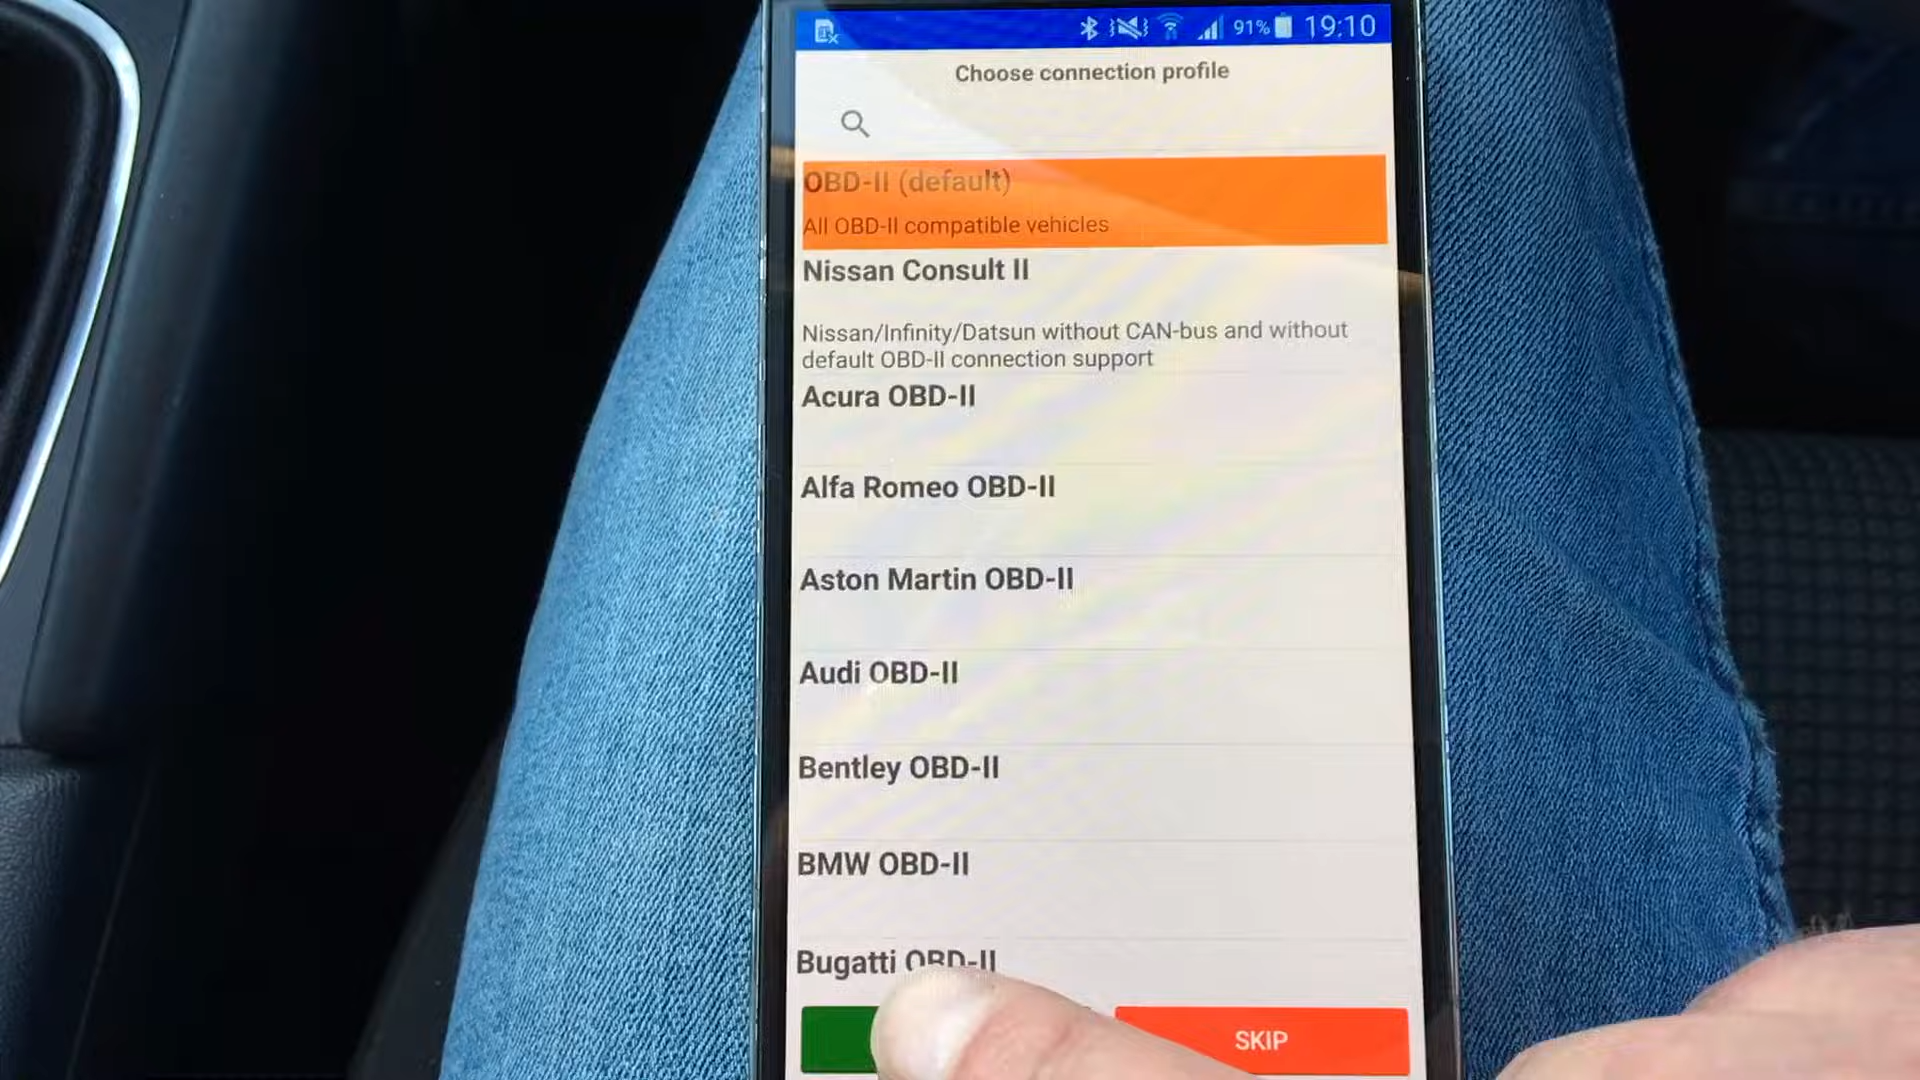 91% 19:10
Choose connection profile
OBD-II (default)
All OBD-II compatible vehicles
Nissan Consult II
Nissan/Infinity/Datsun without CAN-bus and without
default OBD-II connection support
Acura OBD-II
Alfa Romeo OBD-II
Aston Martin OBD-II
Audi OBD-II
Bentley OBD-II
BMW OBD-II
Bugatti OBD-II
SKIP